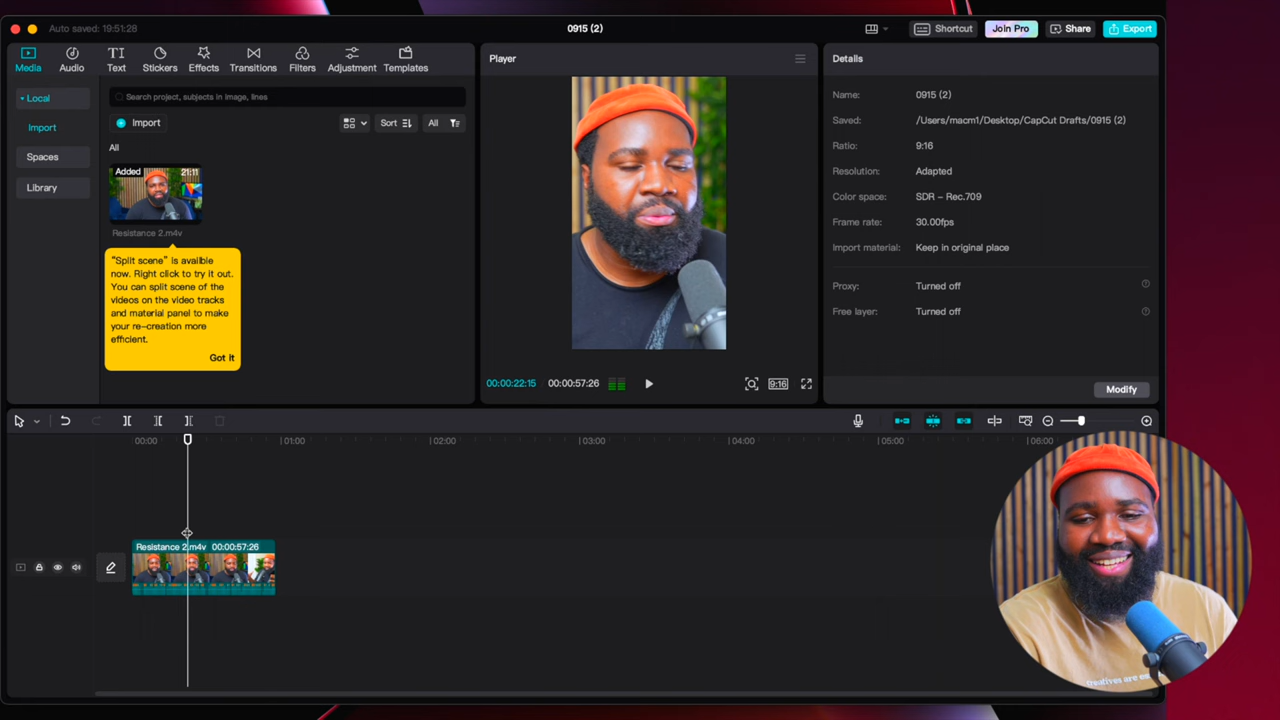 Auto saved: 19:51:28
0915 (2)
Shortcut
Join Pro
Share
Export
Media
Audio
Text
Stickers
Effects
Transitions
Filters
Adjustment
Templates
Local
Import
Spaces
Library
Search project, subjects in image, lines
Import
Sort
All
All
Added
21:11
Resistance 2.m4v
"Split scene" is availble
now. Right click to try it out.
You can split scene of the
videos on the video tracks
and material panel to make
your re-creation more
efficient.
Got it
Player
00:00:22:15
00:00:57:26
9:16
Details
Name: 0915 (2)
Saved: /Users/macm1/Desktop/CapCut Drafts/0915 (2)
Ratio: 9:16
Resolution: Adapted
Color space: SDR - Rec.709
Frame rate: 30.00fps
Import material: Keep in original place
Proxy: Turned off
Free layer: Turned off
Modify
00:00
01:00
02:00
03:00
04:00
05:00
06:00
Resistance 2.m4v 00:00:57:26
creatives are